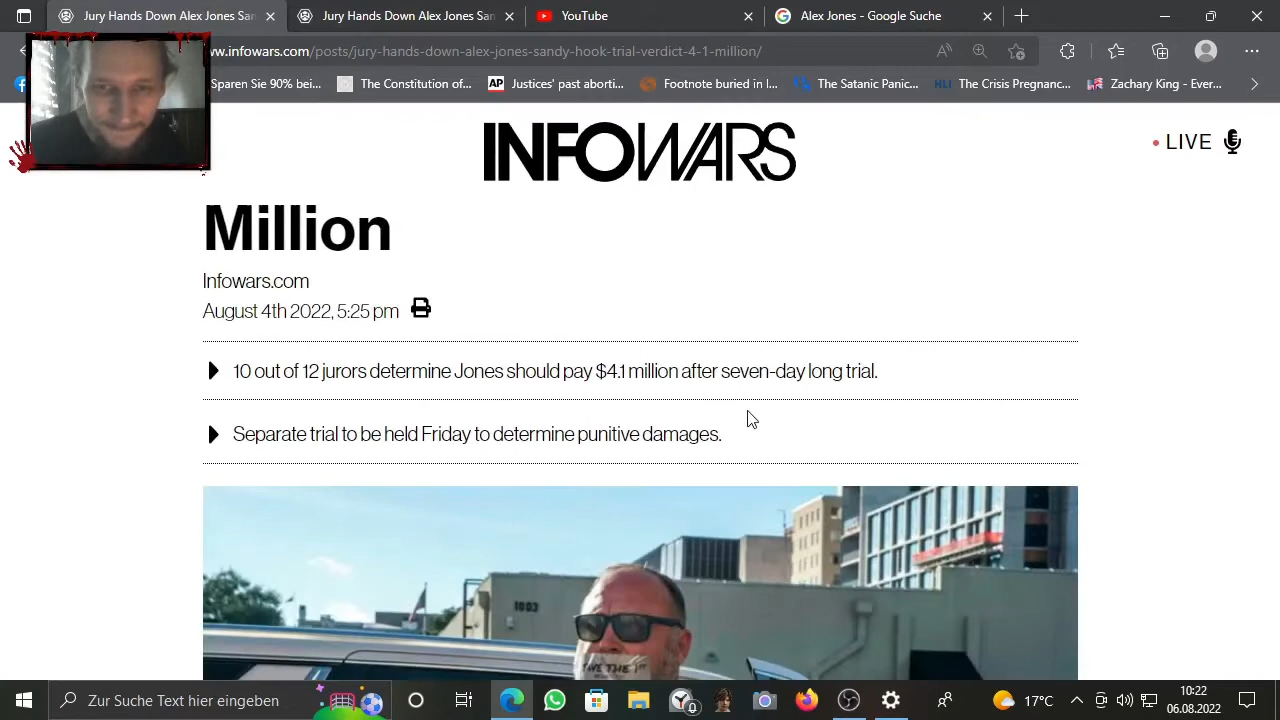 Jury Hands Down Alex Jones San
Jury Hands Down Alex Jones San
YouTube
Alex Jones - Google Suche
w.infowars.com/posts/jury-hands-down-alex-jones-sandy-hook-trial-verdict-4-1-million/
Sparen Sie 90% bei...
The Constitution of...
AP
Justices' past aborti...
Footnote buried in l...
The Satanic Panic...
HLI
The Crisis Pregnanc...
Zachary King - Ever...
INFOWARS
LIVE
Million
Infowars.com
August 4th 2022, 5:25 pm
10 out of 12 jurors determine Jones should pay $4.1 million after seven-day long trial.
Separate trial to be held Friday to determine punitive damages.
1003
Zur Suche Text hier eingeben
17°C
10:22
06.08.2022